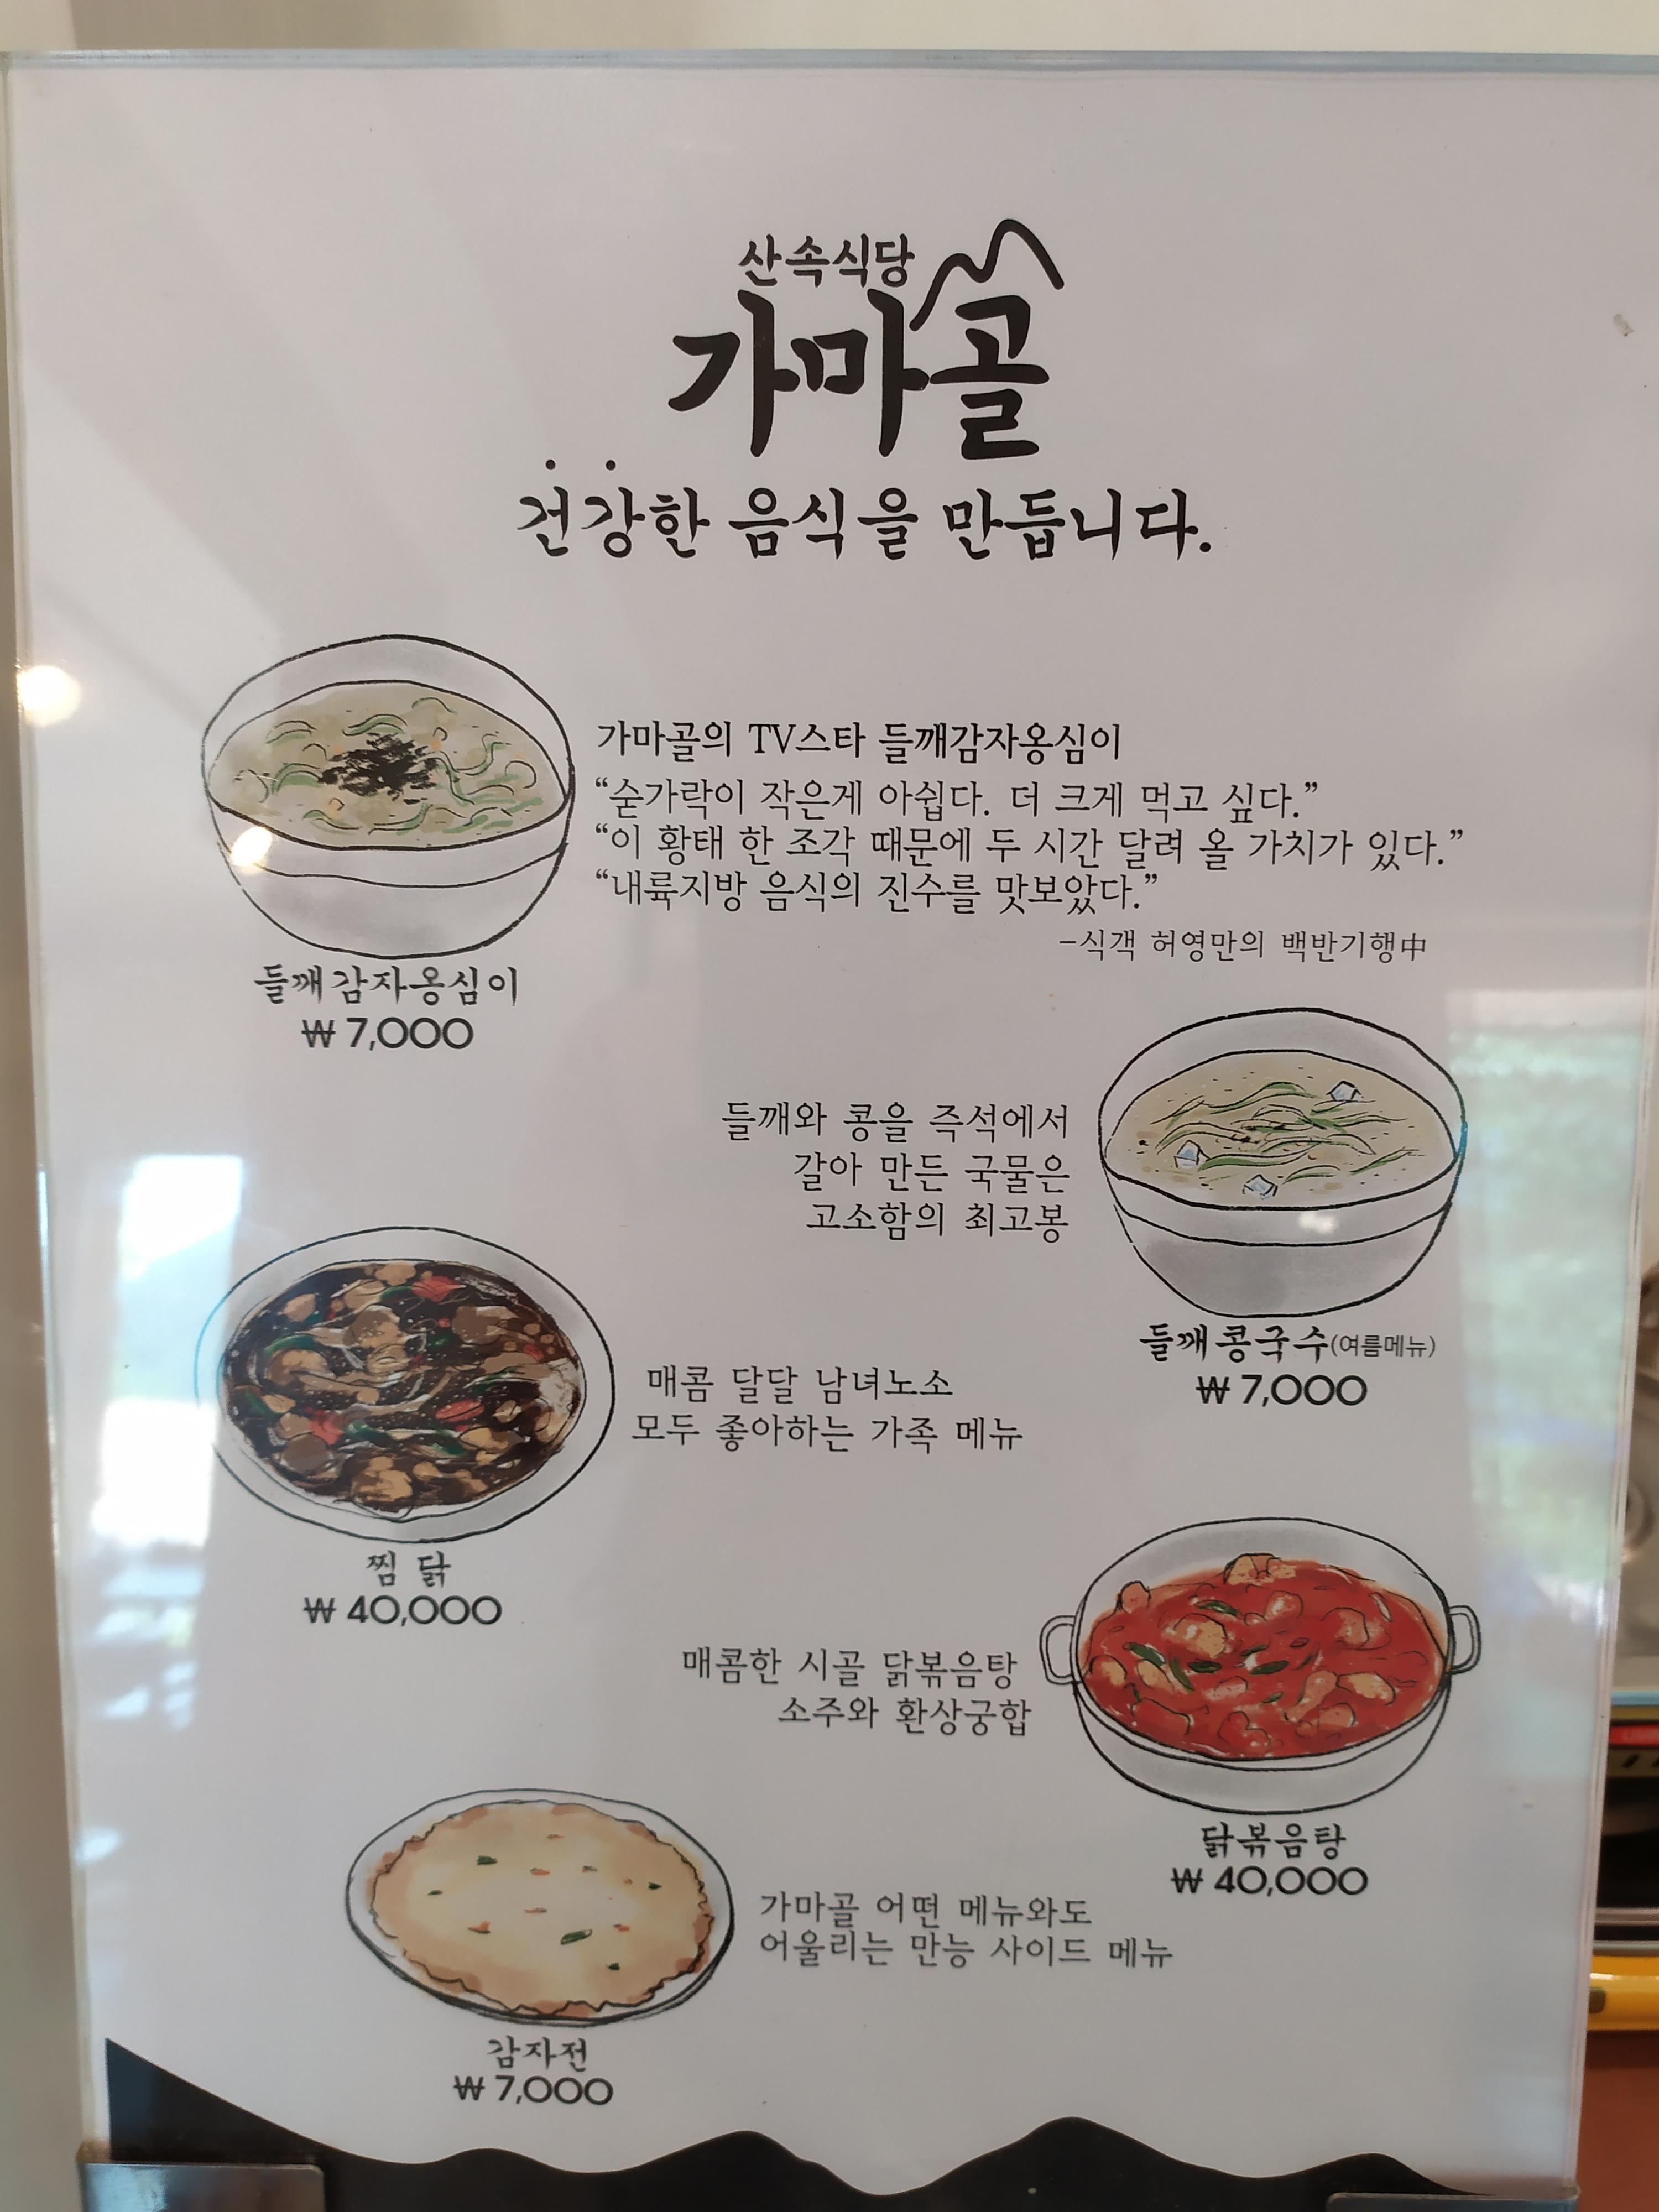 산속식당
가마골
건강한 음식을 만듭니다.
가마골의 TV스타 들깨감자옹심이
“숟가락이 작은게 아쉽다. 더 크게 먹고 싶다.”
“이 황태 한 조각 때문에 두 시간 달려 올 가치가 있다.”
“내륙지방 음식의 진수를 맛보았다.”
-식객 허영만의 백반기행中
들깨감자옹심이
₩ 7,000
들깨와 콩을 즉석에서
갈아 만든 국물은
고소함의 최고봉
들깨콩국수(여름메뉴)
₩ 7,000
매콤 달달 남녀노소
모두 좋아하는 가족 메뉴
찜 닭
₩ 40,000
매콤한 시골 닭볶음탕
소주와 환상궁합
닭볶음탕
₩ 40,000
가마골 어떤 메뉴와도
어울리는 만능 사이드 메뉴
감자전
₩ 7,000